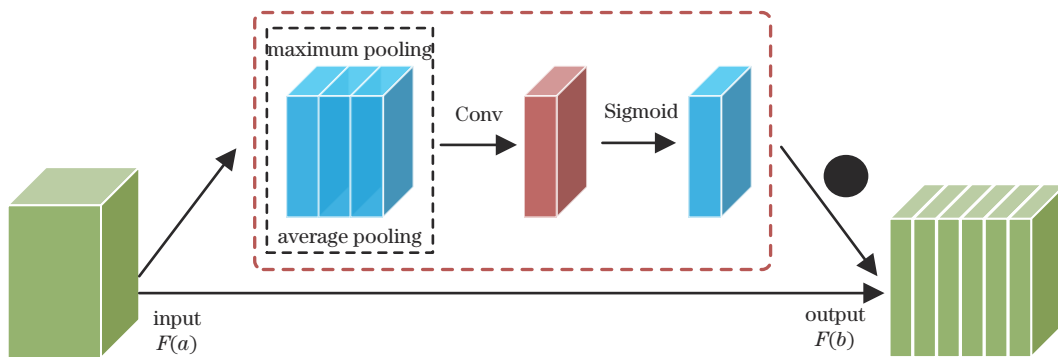 maximum pooling
Conv
Sigmoid
average pooling
input
F(a)
output
F(b)